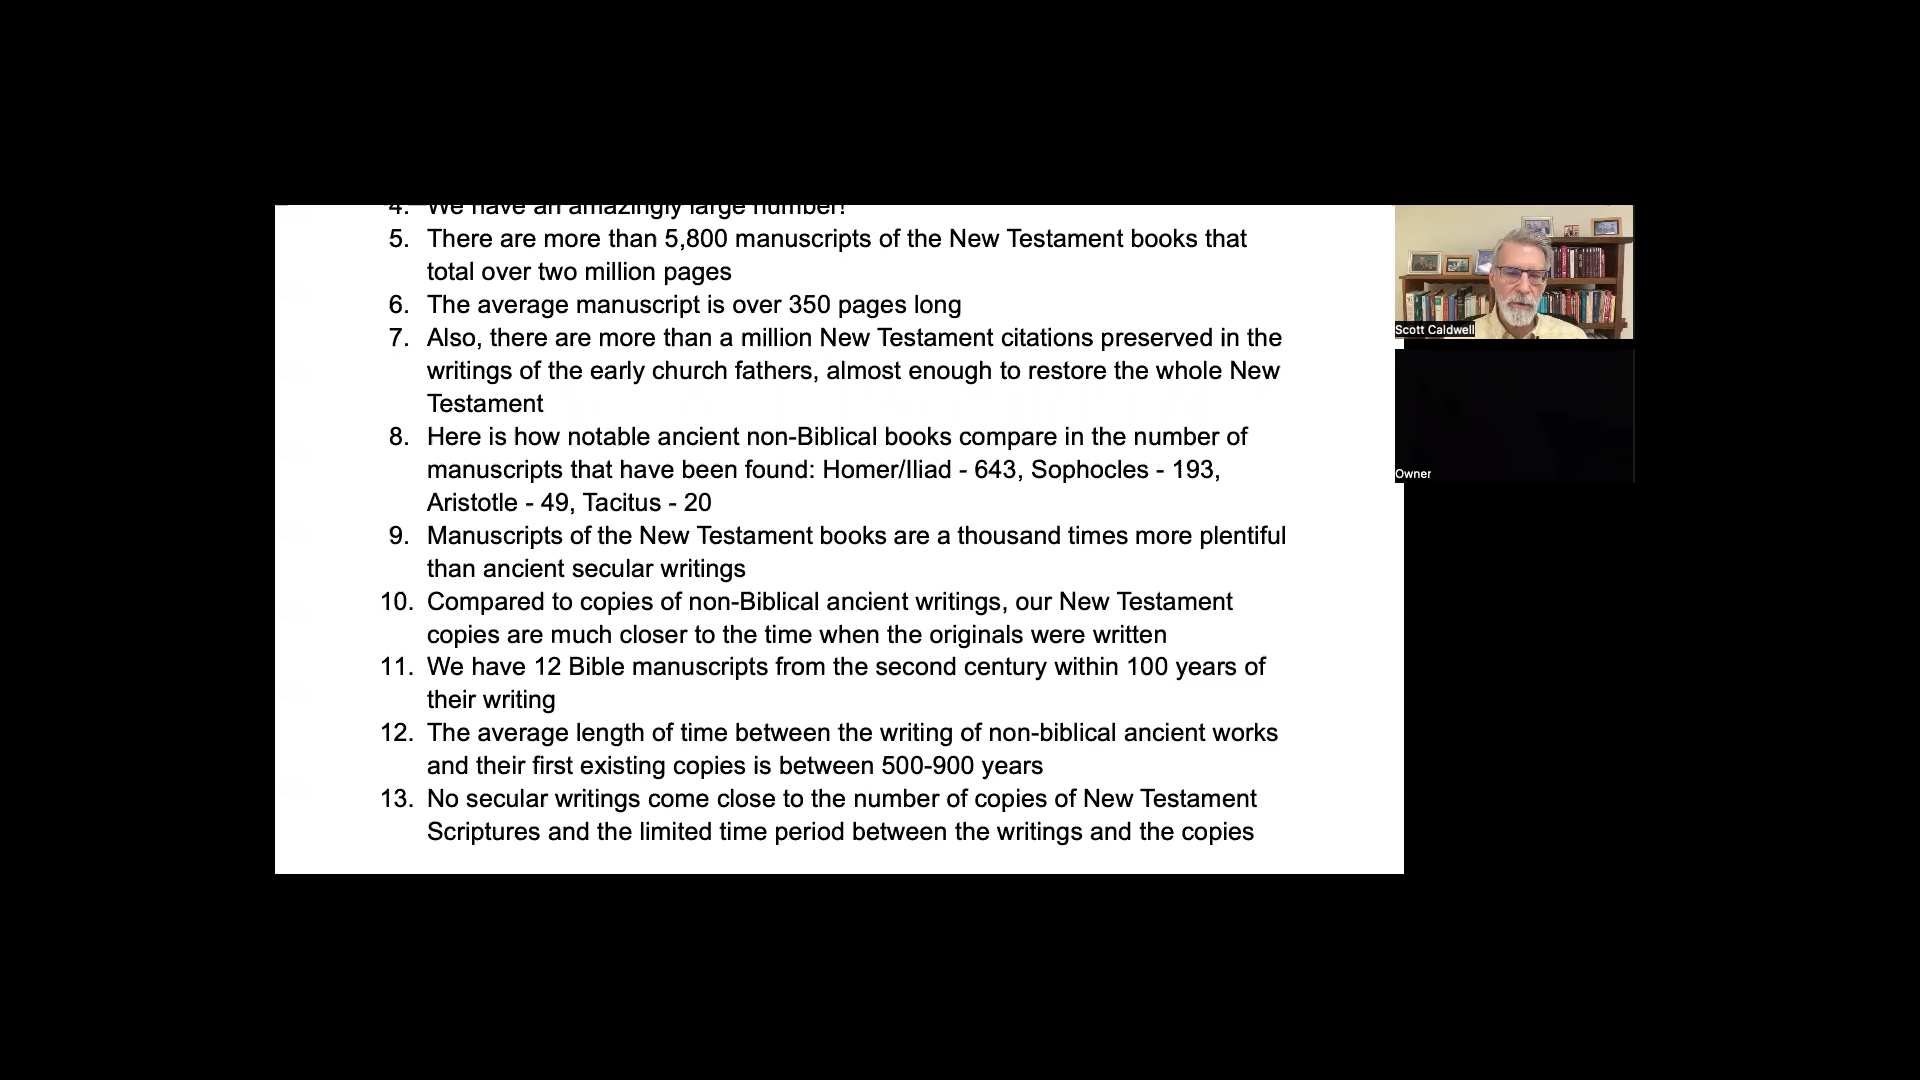 4. We have an amazingly large number!
5. There are more than 5,800 manuscripts of the New Testament books that
total over two million pages
6. The average manuscript is over 350 pages long
7. Also, there are more than a million New Testament citations preserved in the
writings of the early church fathers, almost enough to restore the whole New
Testament
8. Here is how notable ancient non-Biblical books compare in the number of
manuscripts that have been found: Homer/Iliad - 643, Sophocles - 193,
Aristotle - 49, Tacitus - 20
9. Manuscripts of the New Testament books are a thousand times more plentiful
than ancient secular writings
10. Compared to copies of non-Biblical ancient writings, our New Testament
copies are much closer to the time when the originals were written
11. We have 12 Bible manuscripts from the second century within 100 years of
their writing
12. The average length of time between the writing of non-biblical ancient works
and their first existing copies is between 500-900 years
13. No secular writings come close to the number of copies of New Testament
Scriptures and the limited time period between the writings and the copies
Scott Caldwell
Owner